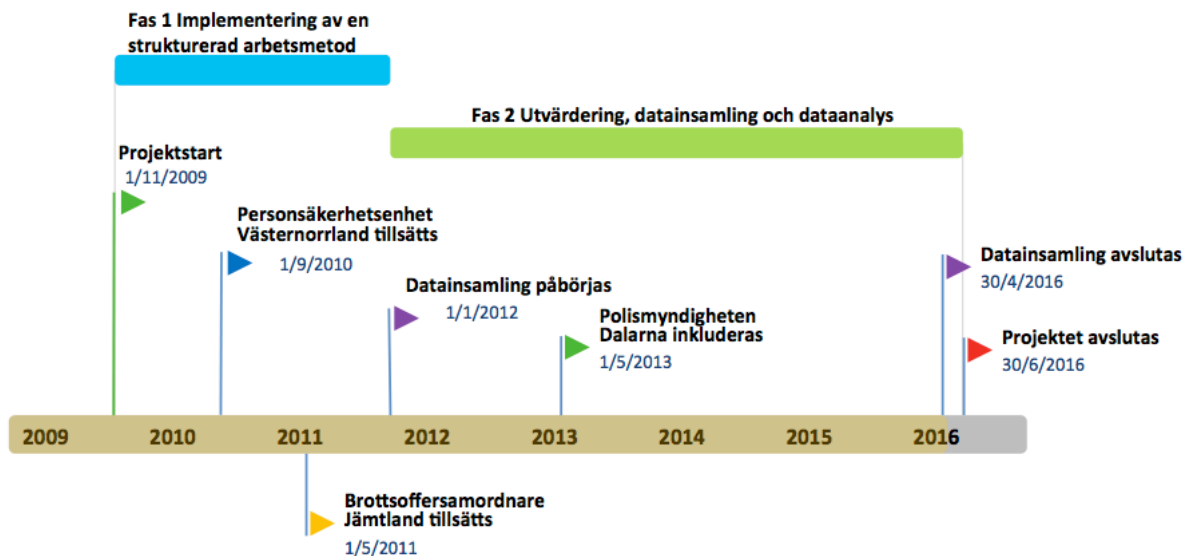 Fas 1 Implementering av en
strukturerad arbetsmetod
Fas 2 Utvärdering, datainsamling och dataanalys
Projektstart
1/11/2009
Personsäkerhetsenhet
Västernorrland tillsätts
1/9/2010
Datainsamling påbörjas
1/1/2012
Polismyndigheten
Dalarna inkluderas
1/5/2013
Datainsamling avslutas
30/4/2016
Projektet avslutas
30/6/2016
2009 2010 2011 2012 2013 2014 2015 2016
Brottsoffersamordnare
Jämtland tillsätts
1/5/2011